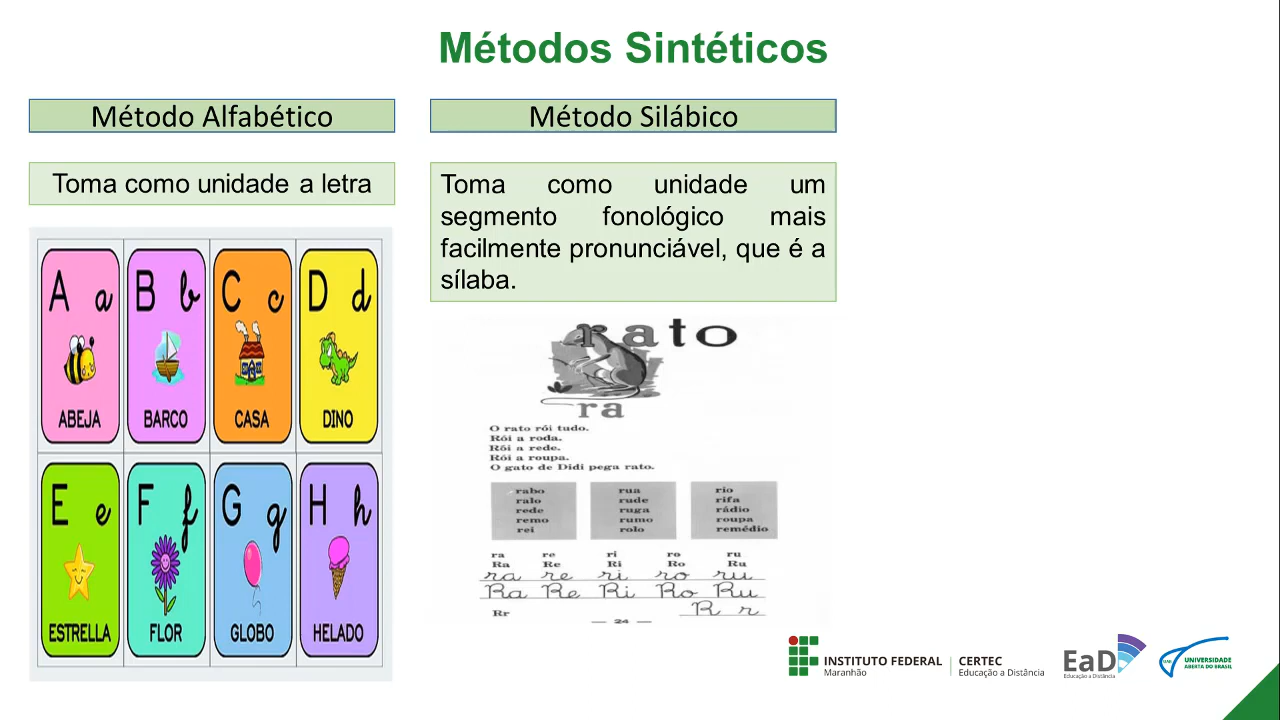 Métodos Sintéticos
Método Alfabético
Toma como unidade a letra
A a
B b
C c
D d
ABEJA
BARCO
CASA
DINO
E e
F f
G g
H h
ESTRELLA
FLOR
GLOBO
HELADO
Método Silábico
Toma como unidade um
segmento fonológico mais
facilmente pronunciável, que é a
sílaba.
rato
ra
O rato rói tudo.
Rói a roda.
Rói a rede.
Rói a roupa.
O gato de Didi pega rato.
rabo
ralo
rede
remo
rei
rua
rude
ruga
rumo
rolo
rio
rifa
rádio
roupa
remédio
ra re ri ro ru
Ra Re Ri Ro Ru
ra re ri ro ru
Ra Re Ri Ro Ru
Rr
R r
— 24 —
INSTITUTO FEDERAL
Maranhão
CERTEC
Educação a Distância
EaD
Educação a Distância
UAB
UNIVERSIDADE
ABERTA DO BRASIL